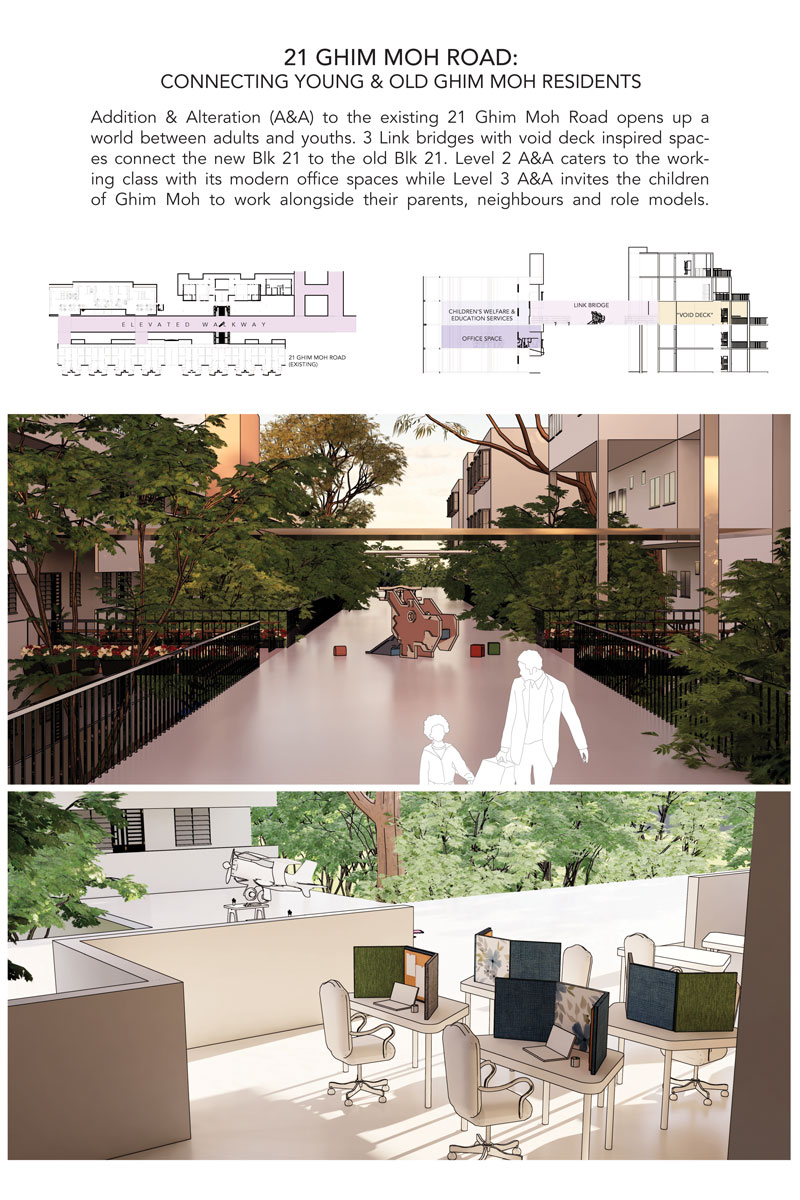 21 GHIM MOH ROAD:
CONNECTING YOUNG & OLD GHIM MOH RESIDENTS
Addition & Alteration (A&A) to the existing 21 Ghim Moh Road opens up a
world between adults and youths. 3 Link bridges with void deck inspired spac-
es connect the new Blk 21 to the old Blk 21. Level 2 A&A caters to the work-
ing class with its modern office spaces while Level 3 A&A invites the children
of Ghim Moh to work alongside their parents, neighbours and role models.
ELEVATED WALKWAY
21 GHIM MOH ROAD
(EXISTING)
CHILDREN'S WELFARE &
EDUCATION SERVICES
OFFICE SPACE
LINK BRIDGE
"VOID DECK"